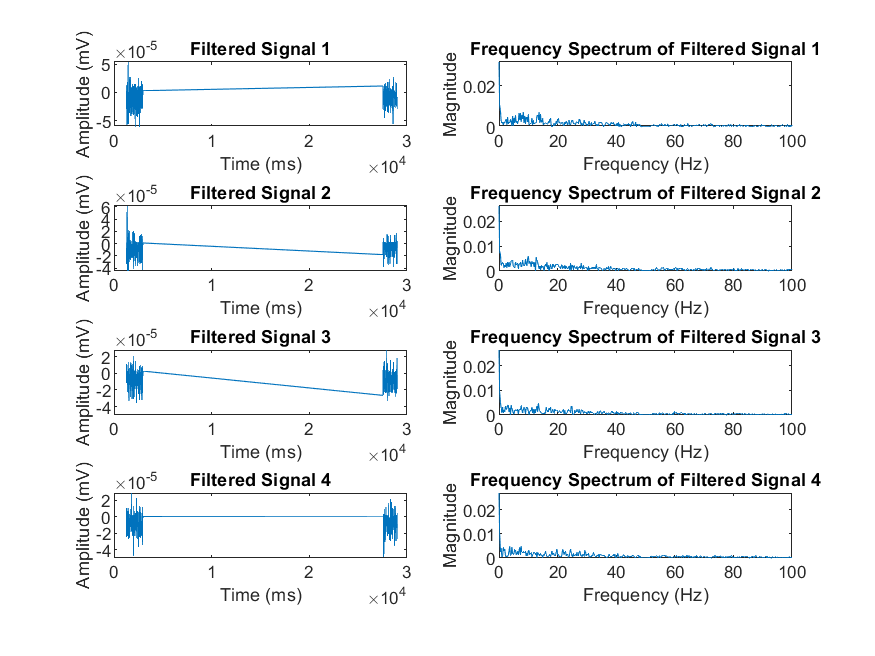 Filtered Signal 1
×10-5
Amplitude (mV)
5
0
-5
0 1 2 3
Time (ms)
×104
Frequency Spectrum of Filtered Signal 1
Magnitude
0.02
0
0 20 40 60 80 100
Frequency (Hz)
Filtered Signal 2
×10-5
Amplitude (mV)
6
4
2
0
-2
-4
0 1 2 3
Time (ms)
×104
Frequency Spectrum of Filtered Signal 2
Magnitude
0.02
0.01
0
0 20 40 60 80 100
Frequency (Hz)
Filtered Signal 3
×10-5
Amplitude (mV)
2
0
-2
-4
0 1 2 3
Time (ms)
×104
Frequency Spectrum of Filtered Signal 3
Magnitude
0.02
0.01
0
0 20 40 60 80 100
Frequency (Hz)
Filtered Signal 4
×10-5
Amplitude (mV)
2
0
-2
-4
0 1 2 3
Time (ms)
×104
Frequency Spectrum of Filtered Signal 4
Magnitude
0.02
0.01
0
0 20 40 60 80 100
Frequency (Hz)